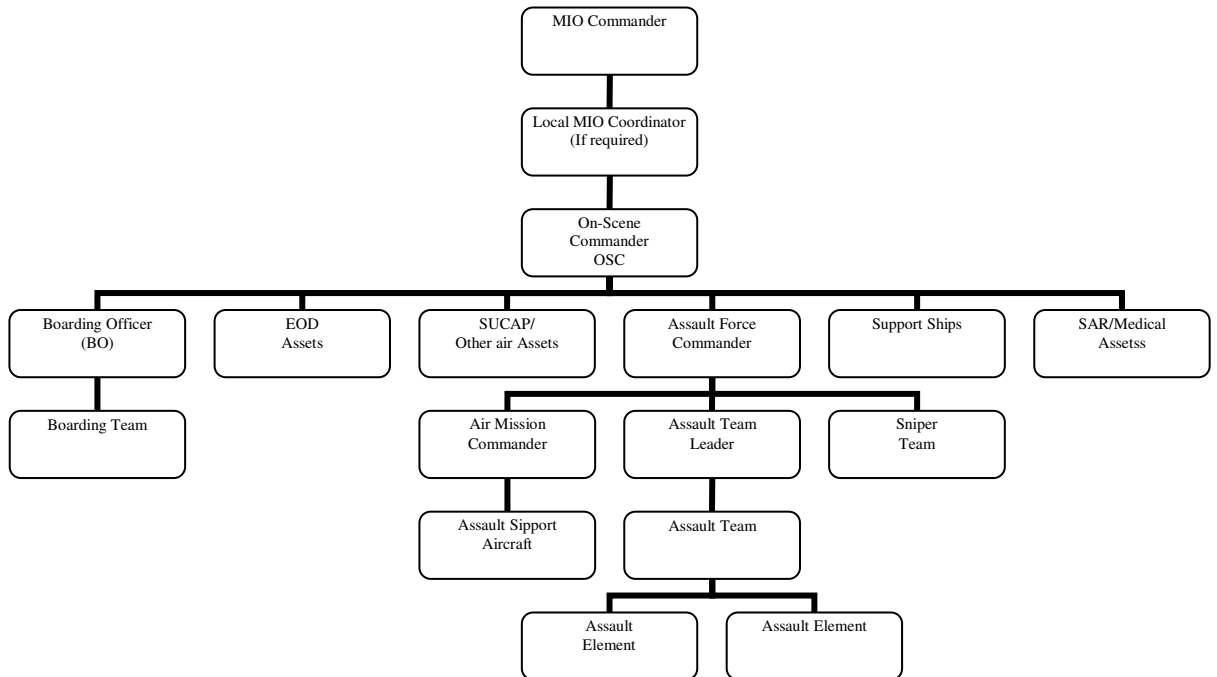 MIO Commander
Local MIO Coordinator
(If required)
On-Scene
Commander
OSC
Boarding Officer
(BO)
EOD
Assets
SUCAP/
Other air Assets
Assault Force
Commander
Support Ships
SAR/Medical
Assetss
Boarding Team
Air Mission
Commander
Assault Team
Leader
Sniper
Team
Assault Sipport
Aircraft
Assault Team
Assault
Element
Assault Element